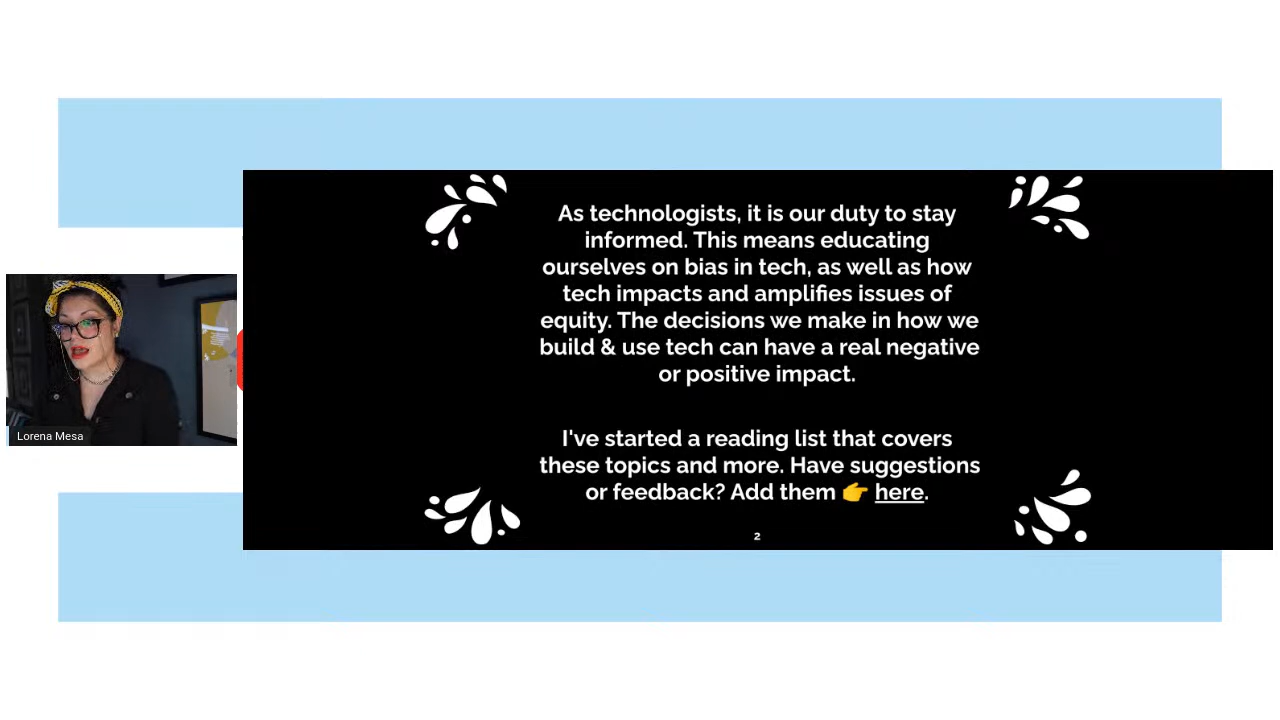 As technologists, it is our duty to stay
informed. This means educating
ourselves on bias in tech, as well as how
tech impacts and amplifies issues of
equity. The decisions we make in how we
build & use tech can have a real negative
or positive impact.
I've started a reading list that covers
these topics and more. Have suggestions
or feedback? Add them 👉 here.
2
Lorena Mesa